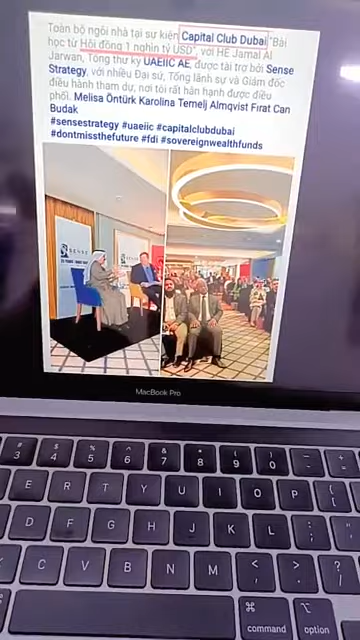 Toàn bộ ngôi nhà tại sự kiện Capital Club Dubai "Bài
học từ Hội đồng 1 nghìn tỷ USD", với HE Jamal Al
Jarwan, Tổng thư ký UAEIIC AE, được tài trợ bởi Sense
Strategy, với nhiều Đại sứ, Tổng lãnh sự và Giám đốc
điều hành tham dự, nơi tôi rất hân hạnh được điều
phối. Melisa Öntürk Karolina Temelj Almqvist Fırat Can
Budak
#sensestrategy #uaeiic #capitalclubdubai
#dontmissthefuture #fdi #sovereignwealthfunds
SENSE
MacBook Pro
# 3
$ 4
% 5
^ 6
& 7
* 8
( 9
) 0
_ -
+ =
E R T Y U I O P { [
D F G H J K L : ;
C V B N M < , > . ? /
⌘ command
⌥ option